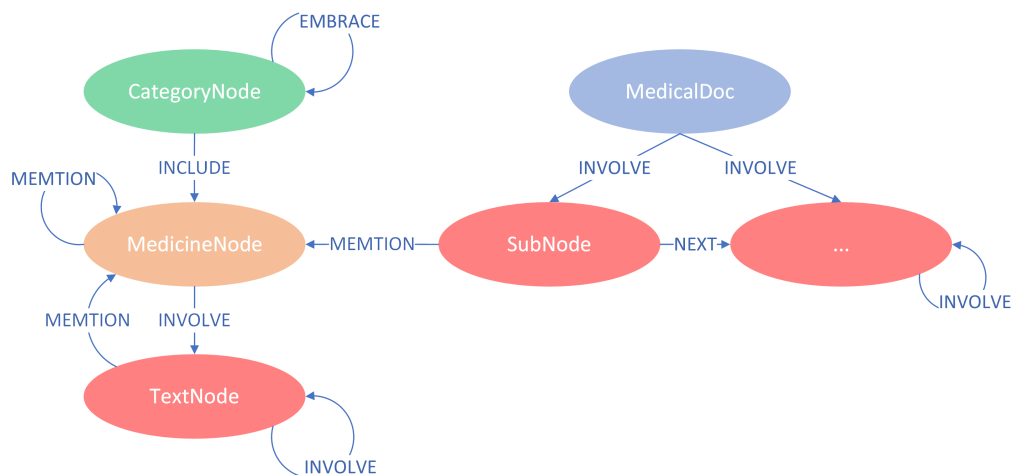 EMBRACE
CategoryNode
MedicalDoc
INCLUDE
INVOLVE
INVOLVE
MEMTION
MedicineNode
MEMTION
SubNode
NEXT
...
INVOLVE
MEMTION
INVOLVE
TextNode
INVOLVE